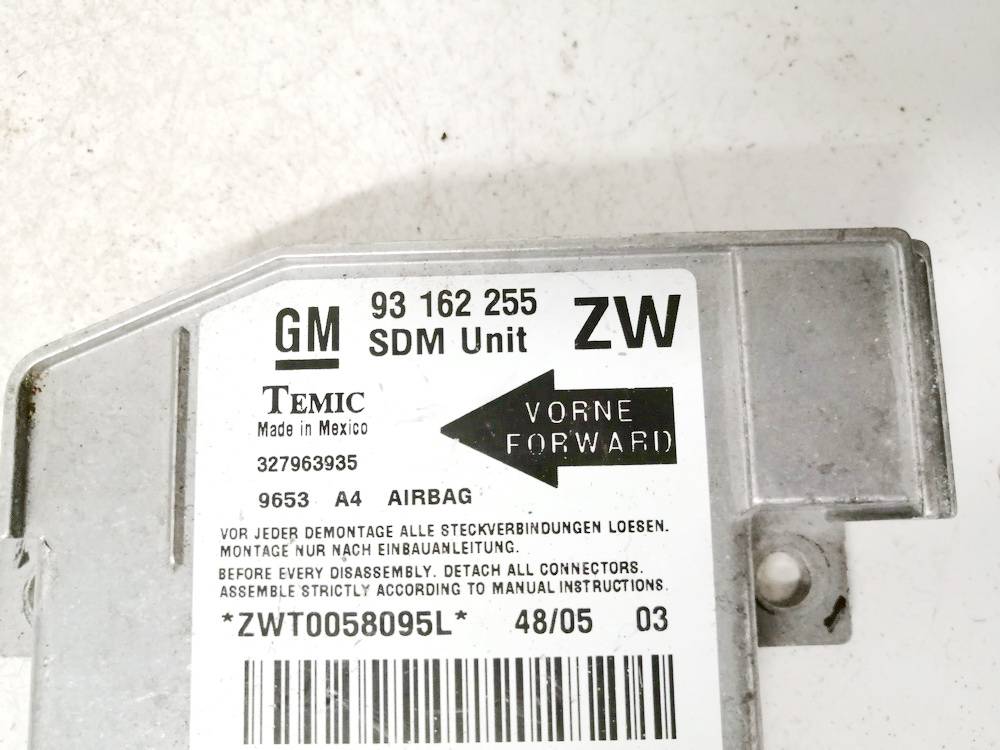 GM 93 162 255 ZW
SDM Unit
TEMIC
Made in Mexico
VORNE
FORWARD
327963935
9653 A4 AIRBAG
VOR JEDER DEMONTAGE ALLE STECKVERBINDUNGEN LOESEN.
MONTAGE NUR NACH EINBAUANLEITUNG.
BEFORE EVERY DISASSEMBLY. DETACH ALL CONNECTORS.
ASSEMBLE STRICTLY ACCORDING TO MANUAL INSTRUCTIONS.
*ZWT0058095L* 48/05 03